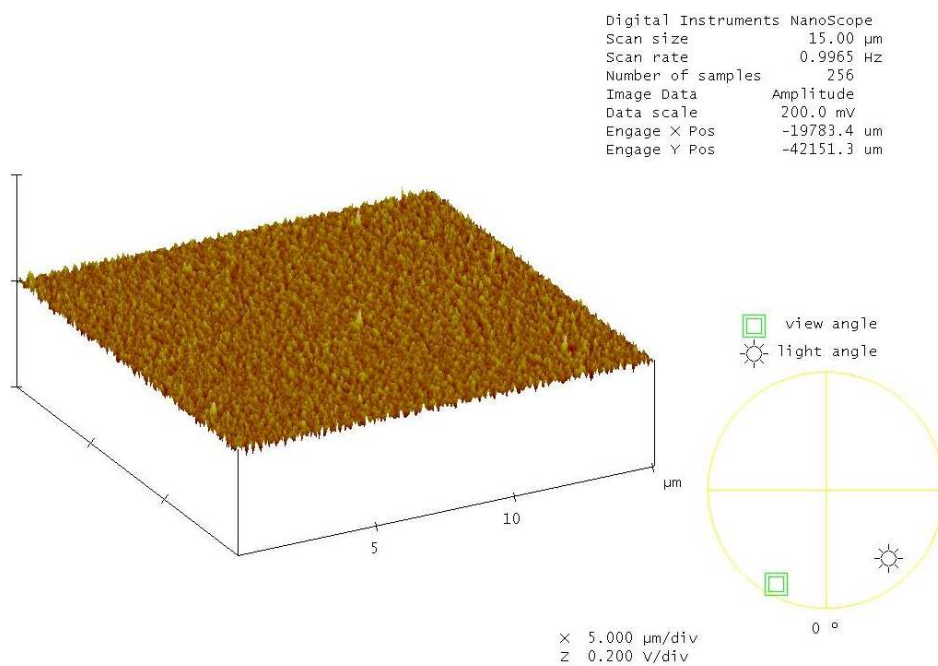 Digital Instruments NanoScope
Scan size 15.00 µm
Scan rate 0.9965 Hz
Number of samples 256
Image Data Amplitude
Data scale 200.0 mV
Engage X Pos -19783.4 um
Engage Y Pos -42151.3 um
view angle
light angle
µm
10
5
0 º
X 5.000 µm/div
Z 0.200 V/div